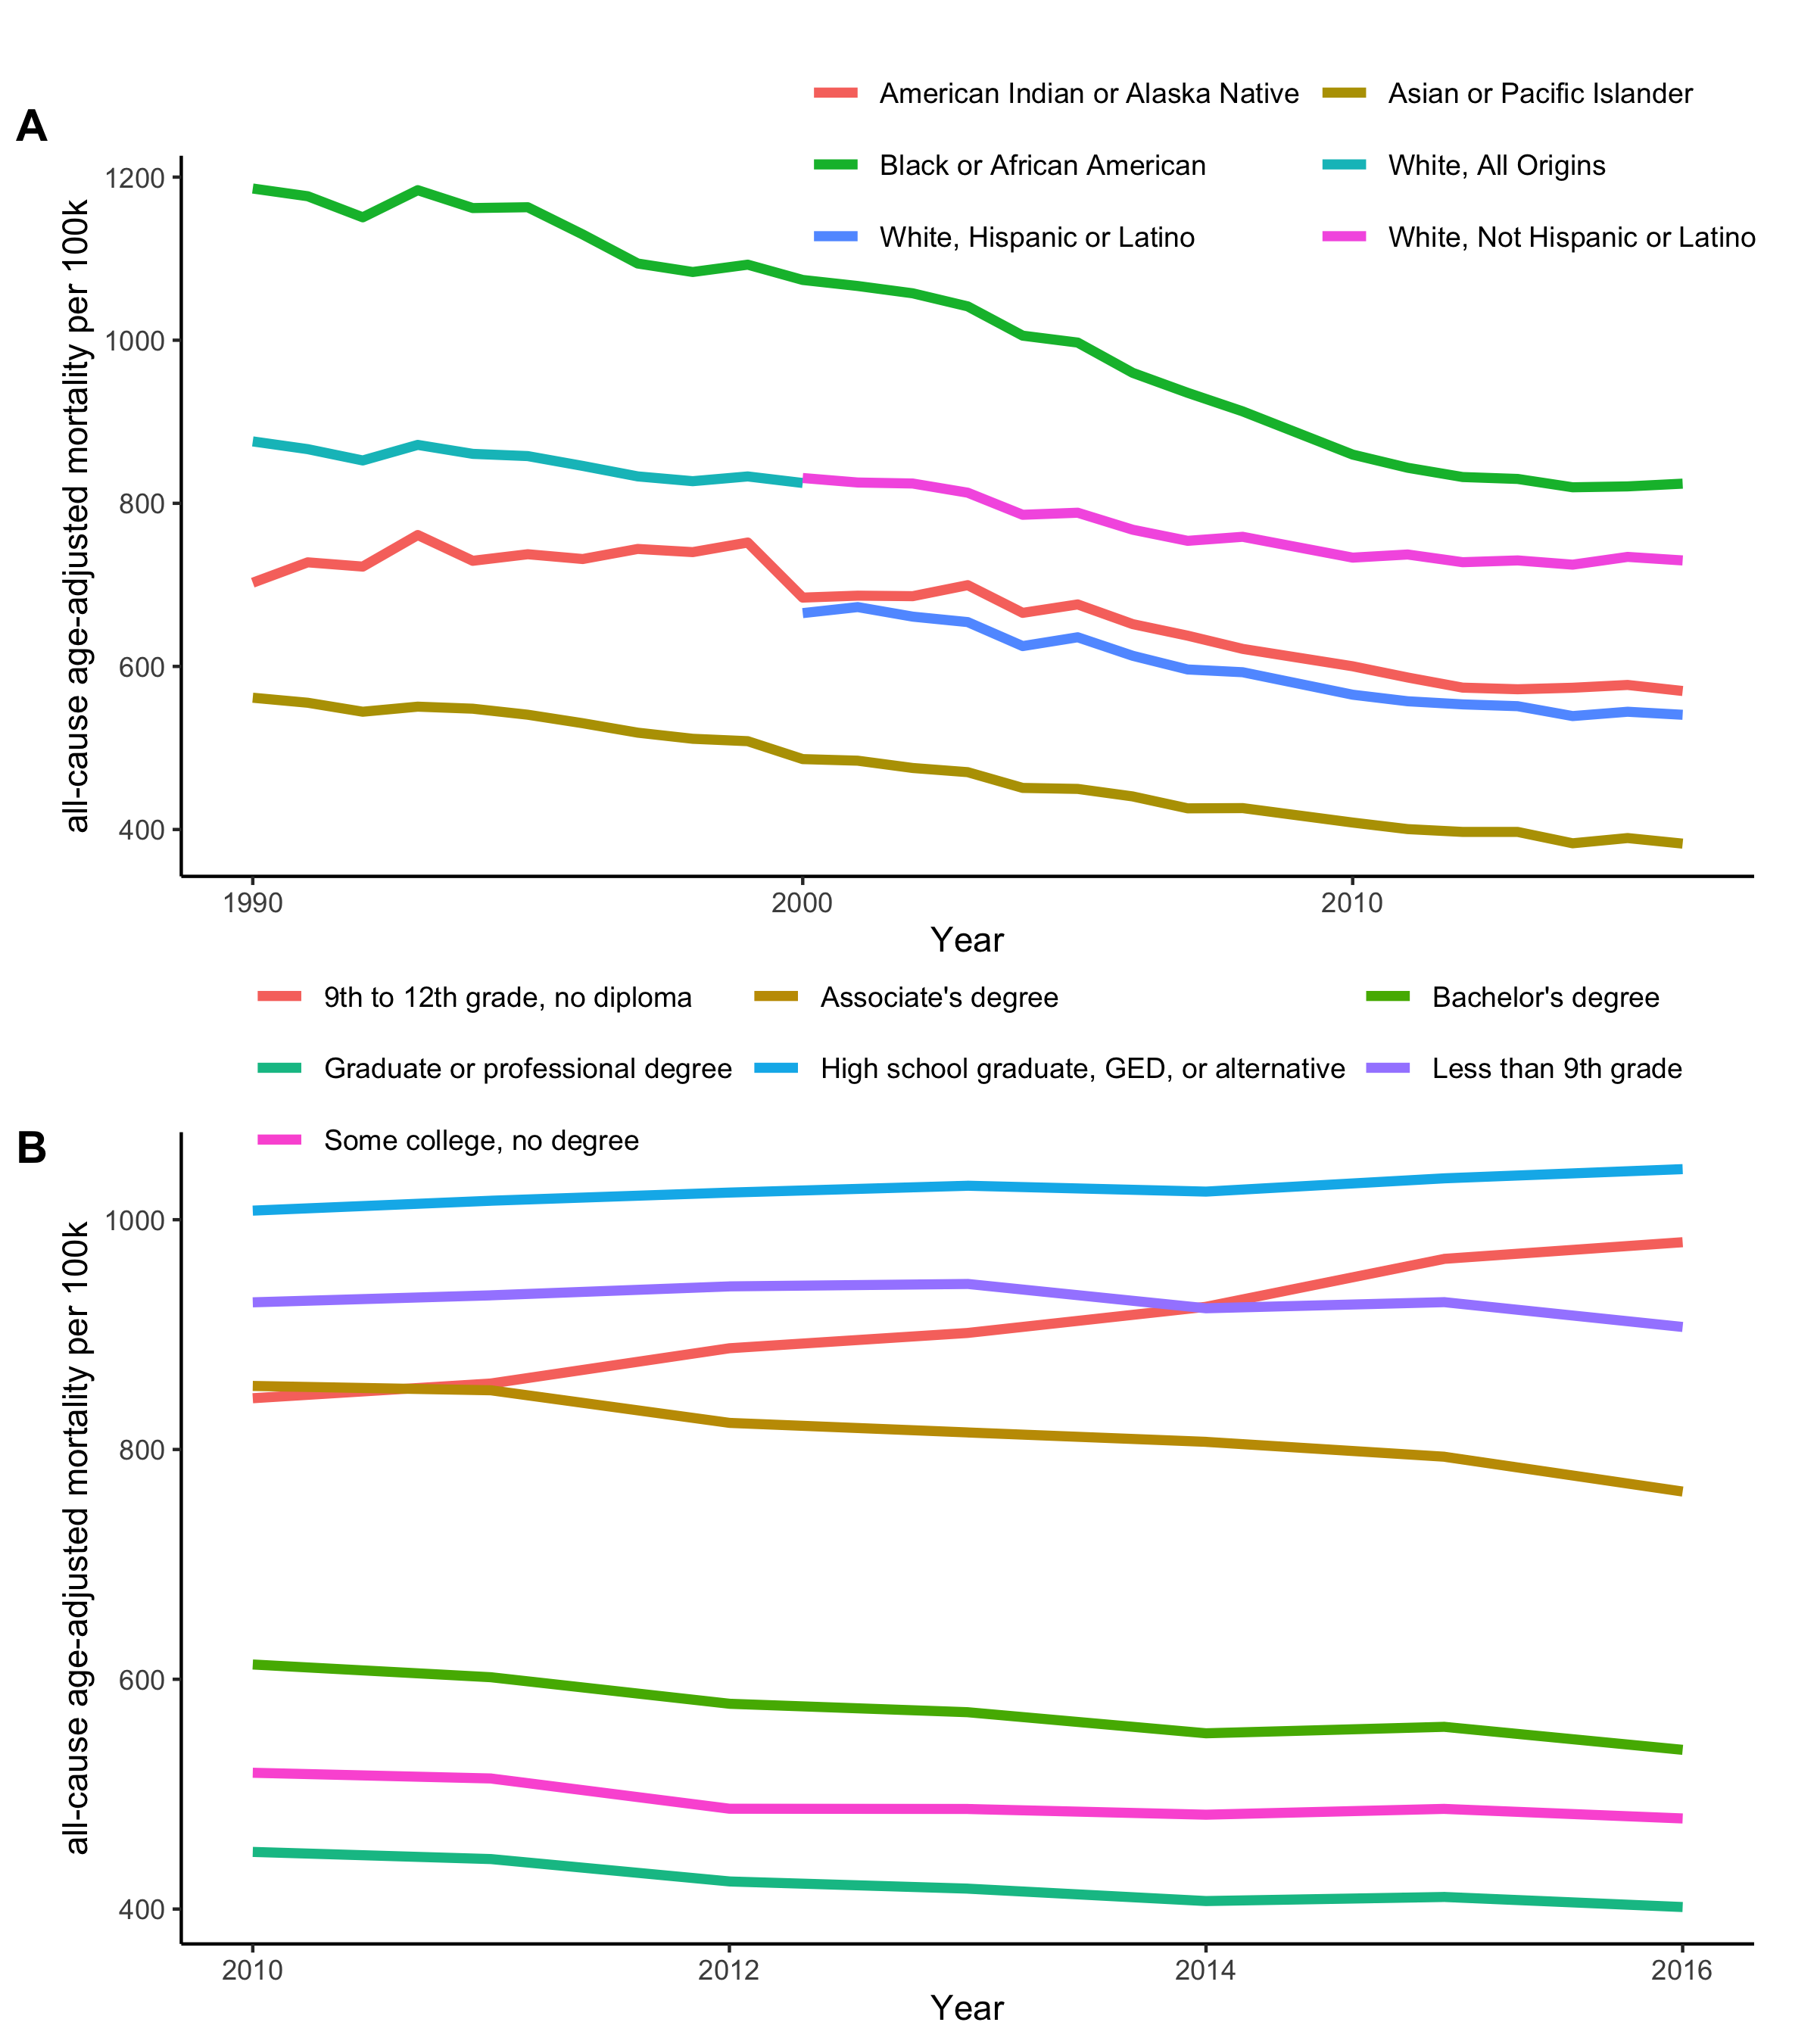 American Indian or Alaska Native Asian or Pacific Islander
A
Black or African American White, All Origins
White, Hispanic or Latino White, Not Hispanic or Latino
all-cause age-adjusted mortality per 100k
1200
1000
800
600
400
1990 2000 2010
Year
9th to 12th grade, no diploma Associate's degree Bachelor's degree
Graduate or professional degree High school graduate, GED, or alternative Less than 9th grade
Some college, no degree
B
all-cause age-adjusted mortality per 100k
1000
800
600
400
2010 2012 2014 2016
Year